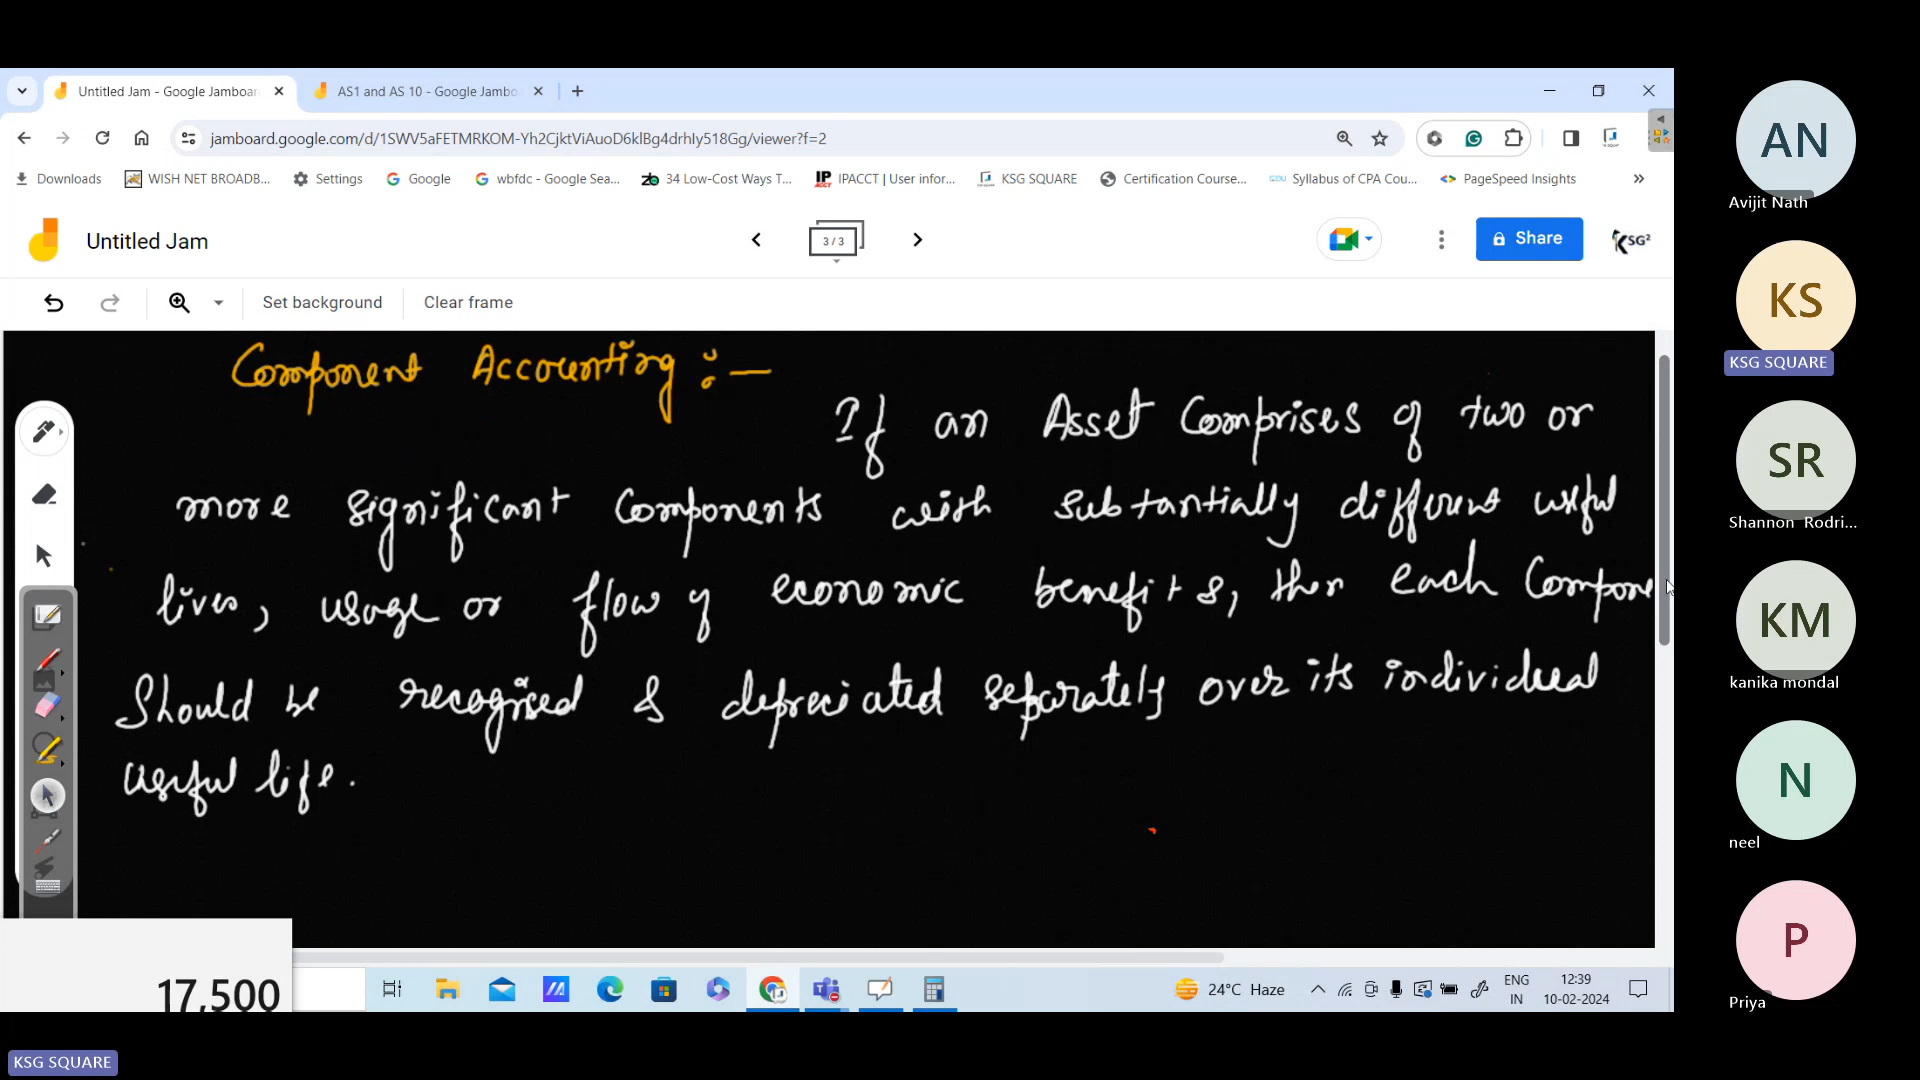 Untitled Jam - Google Jamboar
AS1 and AS 10 - Google Jambo
jamboard.google.com/d/1SWV5aFETMRKOM-Yh2CjktViAuoD6klBg4drhIy518Gg/viewer?f=2
Downloads WISH NET BROADB... Settings Google wbfdc - Google Sea... 34 Low-Cost Ways T... IPACCT | User infor... KSG SQUARE Certification Course... Syllabus of CPA Cou... PageSpeed Insights
Untitled Jam
3 / 3
Share
KSG²
Set background Clear frame
Component Accounting :-
If an Asset Comprises of two or
more significant Components with substantially different useful
lives, usage or flow of economic benefits, then each Compone
Should be recognised & depreciated separately over its individual
useful life.
17,500
24°C Haze
ENG
IN
12:39
10-02-2024
KSG SQUARE
AN
Avijit Nath
KS
KSG SQUARE
SR
Shannon Rodri...
KM
kanika mondal
N
neel
P
Priya